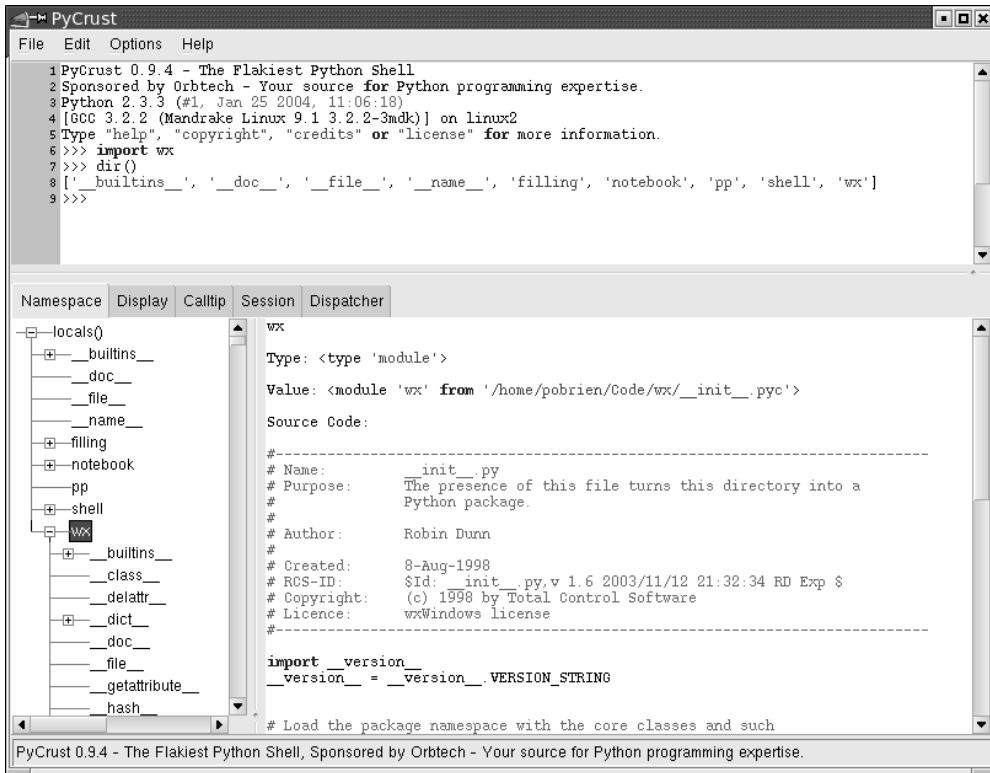 PyCrust
File Edit Options Help
1 PyCrust 0.9.4 - The Flakiest Python Shell
2 Sponsored by Orbtech - Your source for Python programming expertise.
3 Python 2.3.3 (#1, Jan 25 2004, 11:06:18)
4 [GCC 3.2.2 (Mandrake Linux 9.1 3.2.2-3mdk)] on linux2
5 Type "help", "copyright", "credits" or "license" for more information.
6 >>> import wx
7 >>> dir()
8 ['__builtins__', '__doc__', '__file__', '__name__', 'filling', 'notebook', 'pp', 'shell', 'wx']
9 >>>
Namespace Display Calltip Session Dispatcher
locals()
__builtins__
__doc__
__file__
__name__
filling
notebook
pp
shell
wx
__builtins__
__class__
__delattr__
__dict__
__doc__
__file__
__getattribute__
__hash__
wx
Type: <type 'module'>
Value: <module 'wx' from '/home/pobrien/Code/wx/__init__.pyc'>
Source Code:
#----------------------------------------------------------------------------
# Name: __init__.py
# Purpose: The presence of this file turns this directory into a
# Python package.
#
# Author: Robin Dunn
#
# Created: 8-Aug-1998
# RCS-ID: $Id: __init__.py,v 1.6 2003/11/12 21:32:34 RD Exp $
# Copyright: (c) 1998 by Total Control Software
# Licence: wxWindows license
#----------------------------------------------------------------------------
import __version__
__version__ = __version__.VERSION_STRING
# Load the package namespace with the core classes and such
PyCrust 0.9.4 - The Flakiest Python Shell, Sponsored by Orbtech - Your source for Python programming expertise.